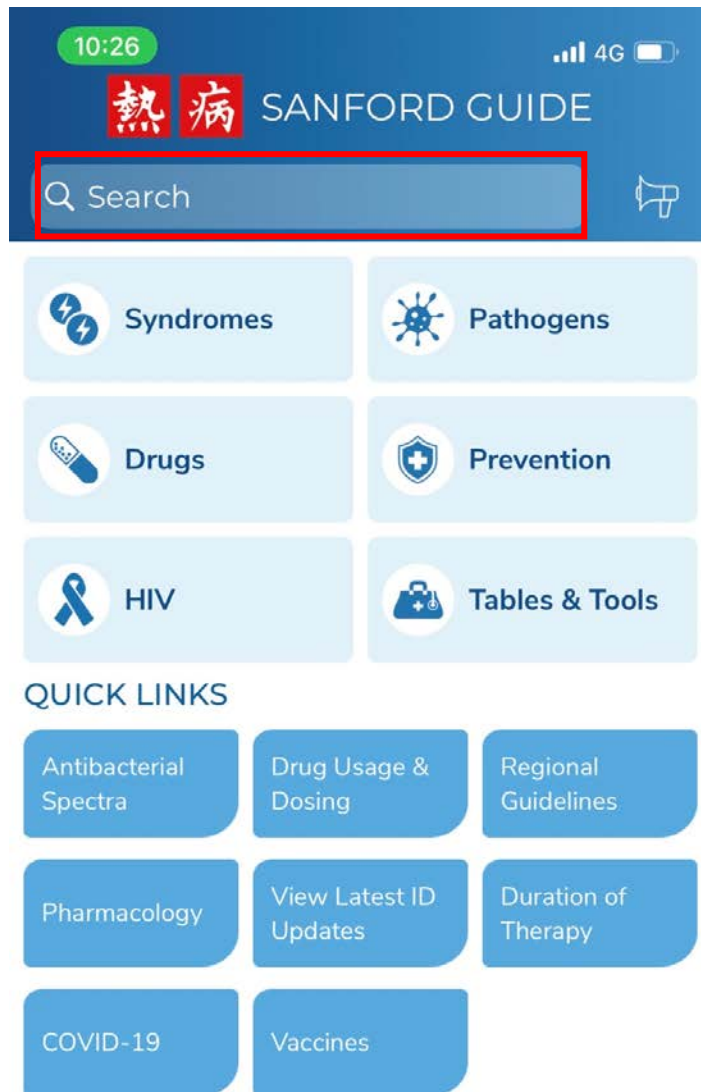 10:26
4G
熱病 SANFORD GUIDE
Search
Syndromes
Pathogens
Drugs
Prevention
HIV
Tables & Tools
QUICK LINKS
Antibacterial
Spectra
Drug Usage &
Dosing
Regional
Guidelines
Pharmacology
View Latest ID
Updates
Duration of
Therapy
COVID-19
Vaccines